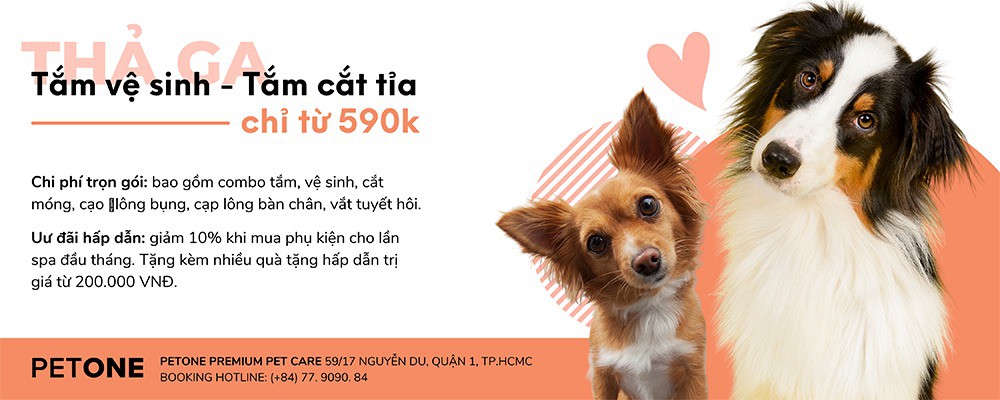 THẢ GA
Tắm vệ sinh - Tắm cắt tỉa
chỉ từ 590k
Chi phí trọn gói: bao gồm combo tắm, vệ sinh, cắt
móng, cạo lông bụng, cạp lông bàn chân, vắt tuyết hôi.
Uư đãi hấp dẫn: giảm 10% khi mua phụ kiện cho lần
spa đầu tháng. Tặng kèm nhiều quà tặng hấp dẫn trị
giá từ 200.000 VNĐ.
PETONE
PETONE PREMIUM PET CARE 59/17 NGUYỄN DU, QUẬN 1, TP.HCMC
BOOKING HOTLINE: (+84) 77. 9090. 84